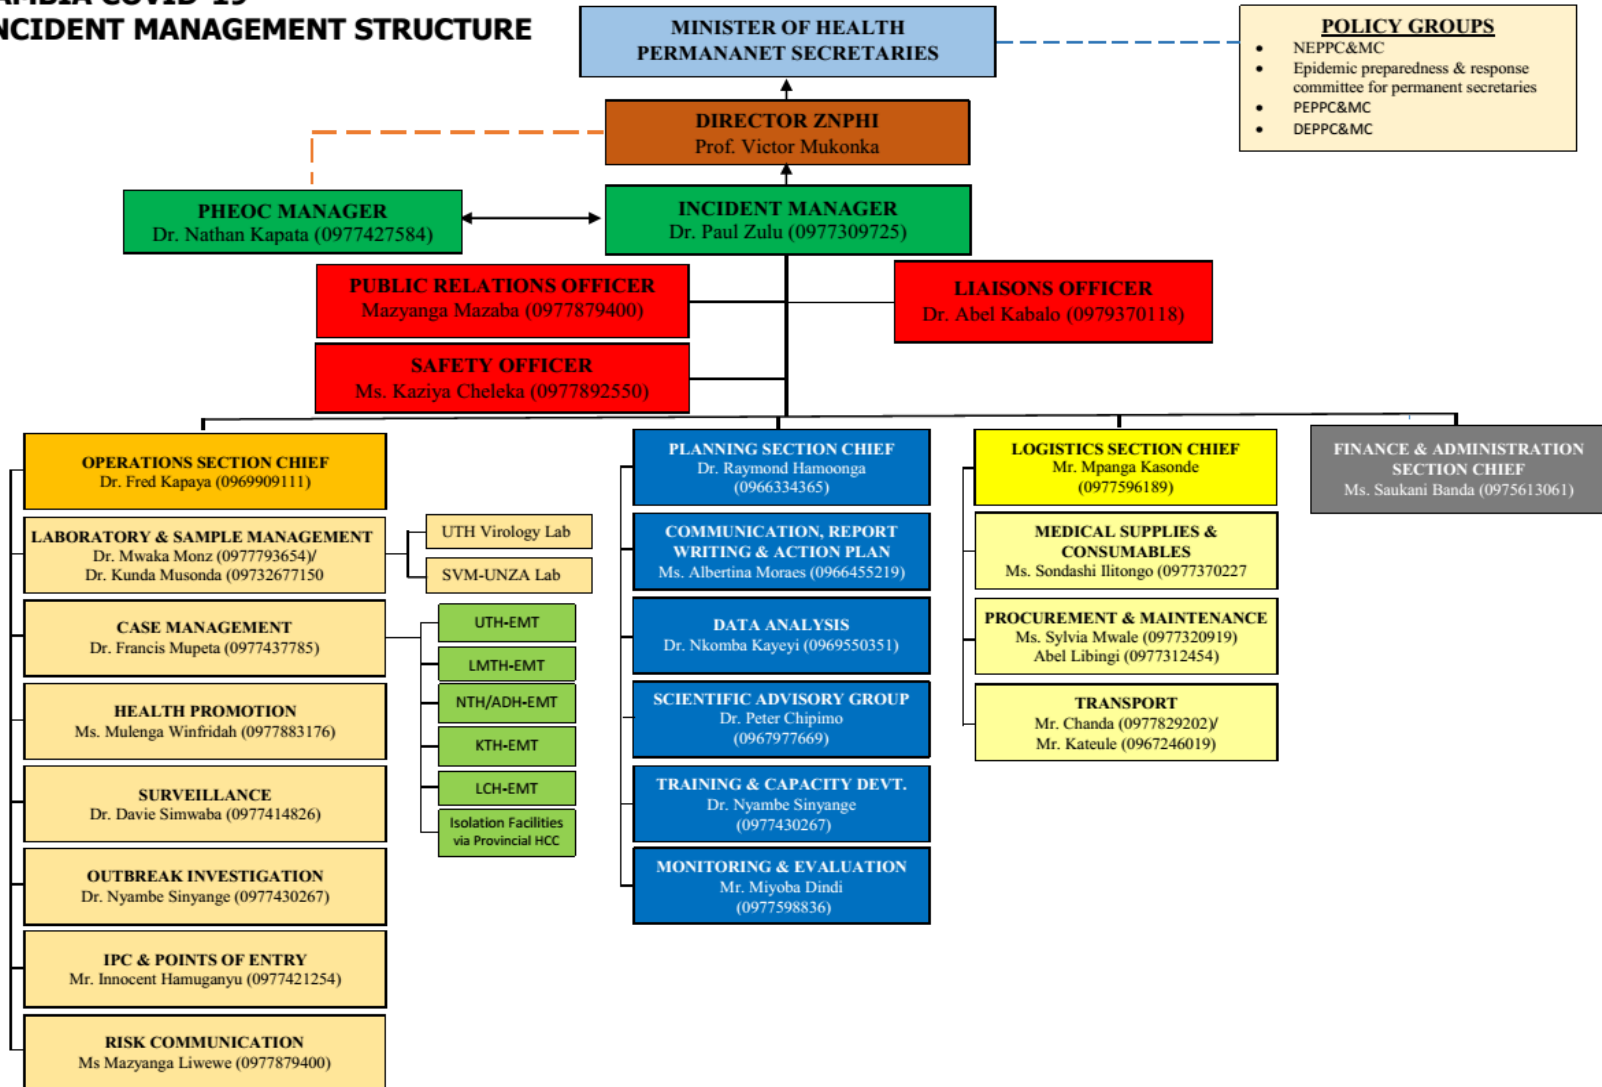 AMBIA COVID-19
NCIDENT MANAGEMENT STRUCTURE
MINISTER OF HEALTH
PERMANANET SECRETARIES
POLICY GROUPS
• NEPPC&MC
• Epidemic preparedness & response
committee for permanent secretaries
• PEPPC&MC
• DEPPC&MC
DIRECTOR ZNPHI
Prof. Victor Mukonka
PHEOC MANAGER
Dr. Nathan Kapata (0977427584)
INCIDENT MANAGER
Dr. Paul Zulu (0977309725)
PUBLIC RELATIONS OFFICER
Mazyanga Mazaba (0977879400)
LIAISONS OFFICER
Dr. Abel Kabalo (0979370118)
SAFETY OFFICER
Ms. Kaziya Cheleka (0977892550)
OPERATIONS SECTION CHIEF
Dr. Fred Kapaya (0969909111)
LABORATORY & SAMPLE MANAGEMENT
Dr. Mwaka Monz (0977793654)/
Dr. Kunda Musonda (09732677150
UTH Virology Lab
SVM-UNZA Lab
CASE MANAGEMENT
Dr. Francis Mupeta (0977437785)
UTH-EMT
LMTH-EMT
NTH/ADH-EMT
KTH-EMT
LCH-EMT
Isolation Facilities
via Provincial HCC
HEALTH PROMOTION
Ms. Mulenga Winfridah (0977883176)
SURVEILLANCE
Dr. Davie Simwaba (0977414826)
OUTBREAK INVESTIGATION
Dr. Nyambe Sinyange (0977430267)
IPC & POINTS OF ENTRY
Mr. Innocent Hamuganyu (0977421254)
RISK COMMUNICATION
Ms Mazyanga Liwewe (0977879400)
PLANNING SECTION CHIEF
Dr. Raymond Hamoonga
(0966334365)
COMMUNICATION, REPORT
WRITING & ACTION PLAN
Ms. Albertina Moraes (0966455219)
DATA ANALYSIS
Dr. Nkomba Kayeyi (0969550351)
SCIENTIFIC ADVISORY GROUP
Dr. Peter Chipimo
(0967977669)
TRAINING & CAPACITY DEVT.
Dr. Nyambe Sinyange
(0977430267)
MONITORING & EVALUATION
Mr. Miyoba Dindi
(0977598836)
LOGISTICS SECTION CHIEF
Mr. Mpanga Kasonde
(0977596189)
MEDICAL SUPPLIES &
CONSUMABLES
Ms. Sondashi Ilitongo (0977370227
PROCUREMENT & MAINTENANCE
Ms. Sylvia Mwale (0977320919)
Abel Libingi (0977312454)
TRANSPORT
Mr. Chanda (0977829202)/
Mr. Kateule (0967246019)
FINANCE & ADMINISTRATION
SECTION CHIEF
Ms. Saukani Banda (0975613061)